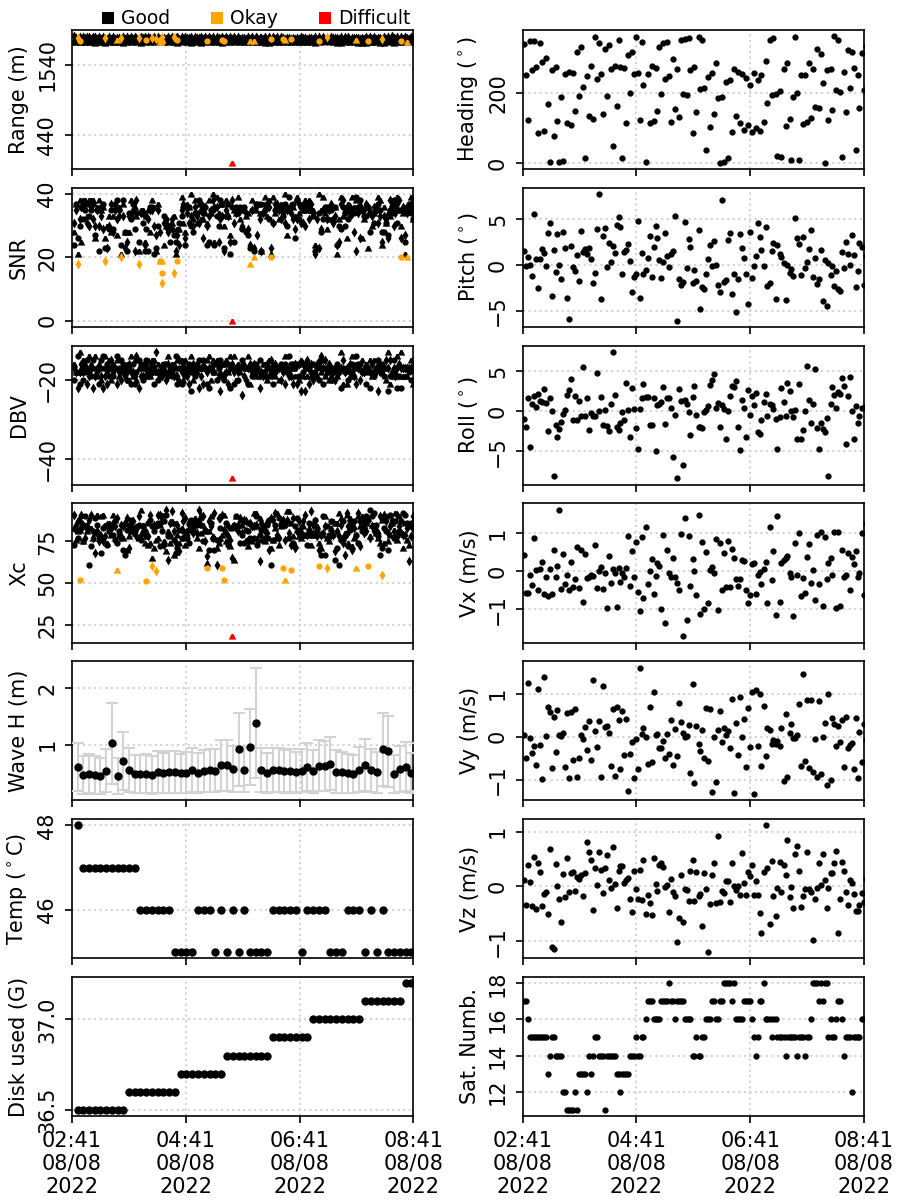 Good Okay Difficult
Range (m)
1540
440
Heading (°)
200
0
SNR
40
20
0
Pitch (°)
5
0
−5
DBV
−20
−40
Roll (°)
5
0
−5
Xc
75
50
25
Vx (m/s)
1
0
−1
Wave H (m)
2
1
Vy (m/s)
1
0
−1
Temp (°C)
48
46
Vz (m/s)
1
0
−1
Disk used (G)
37.0
36.5
Sat. Numb.
18
16
14
12
02:41 04:41 06:41 08:41 02:41 04:41 06:41 08:41
08/08 08/08 08/08 08/08 08/08 08/08 08/08 08/08
2022 2022 2022 2022 2022 2022 2022 2022